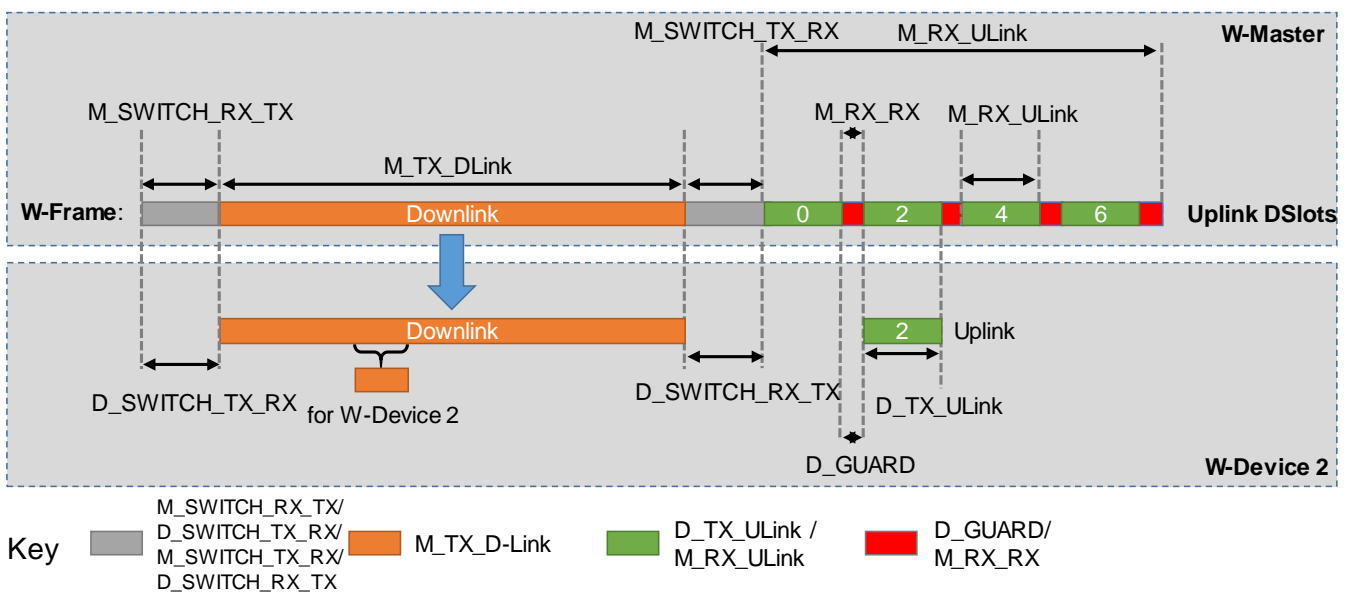 M_SWITCH_TX_RX
M_RX_ULink
W-Master
M_SWITCH_RX_TX
M_RX_RX
M_RX_ULink
M_TX_DLink
W-Frame:
Downlink
0
2
4
6
Uplink DSlots
Downlink
2
Uplink
D_SWITCH_TX_RX
for W-Device 2
D_SWITCH_RX_TX
D_TX_ULink
D_GUARD
W-Device 2
Key
M_SWITCH_RX_TX/
D_SWITCH_TX_RX/
M_SWITCH_TX_RX/
D_SWITCH_RX_TX
M_TX_D-Link
D_TX_ULink /
M_RX_ULink
D_GUARD/
M_RX_RX